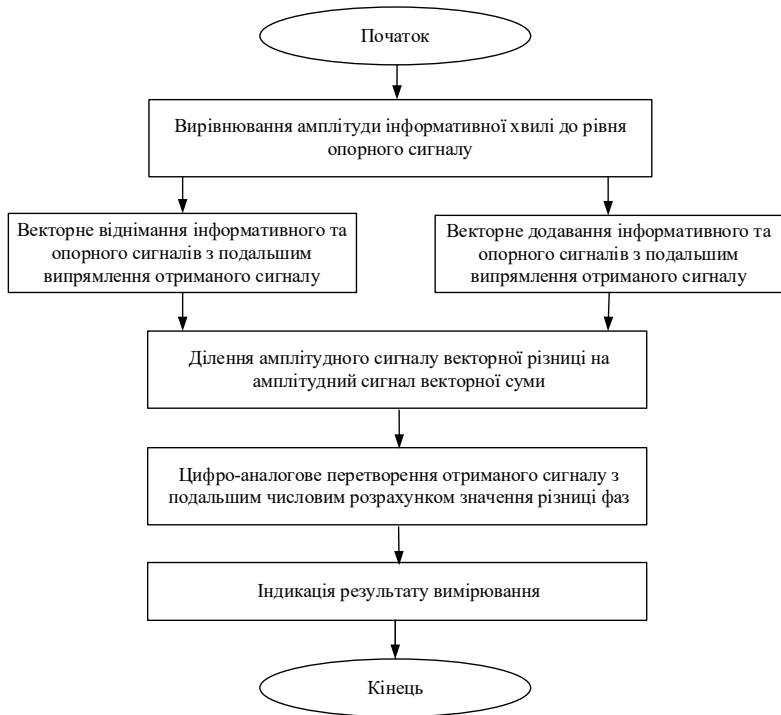 Початок
Вирівнювання амплітуди інформативної хвилі до рівня
опорного сигналу
Векторне віднімання інформативного та
опорного сигналів з подальшим
випрямлення отриманого сигналу
Векторне додавання інформативного та
опорного сигналів з подальшим
випрямлення отриманого сигналу
Ділення амплітудного сигналу векторної різниці на
амплітудний сигнал векторної суми
Цифро-аналогове перетворення отриманого сигналу з
подальшим числовим розрахунком значення різниці фаз
Індикація результату вимірювання
Кінець